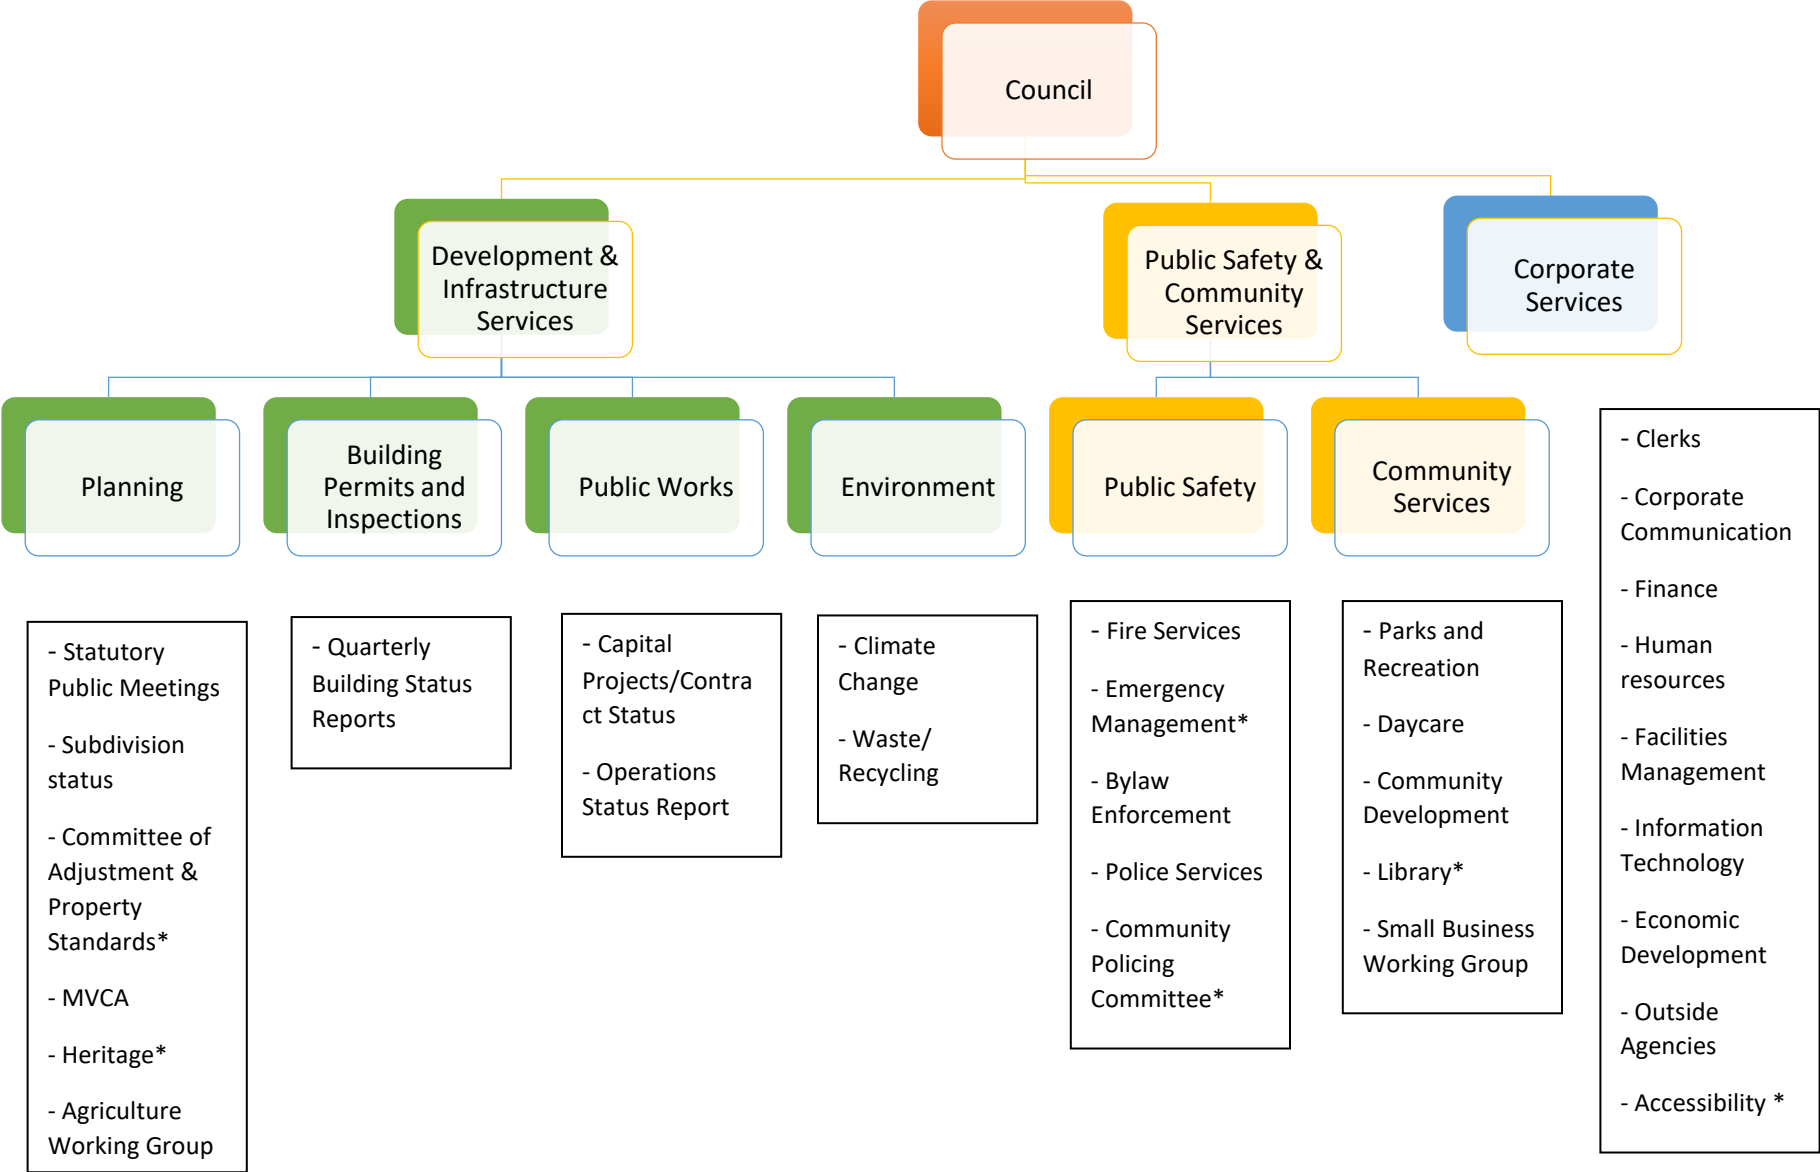 Council
Development &
Infrastructure
Services
Public Safety &
Community
Services
Corporate
Services
Planning
Building
Permits and
Inspections
Public Works
Environment
Public Safety
Community
Services
- Statutory
Public Meetings
- Subdivision
status
- Committee of
Adjustment &
Property
Standards*
- MVCA
- Heritage*
- Agriculture
Working Group
- Quarterly
Building Status
Reports
- Capital
Projects/Contra
ct Status
- Operations
Status Report
- Climate
Change
- Waste/
Recycling
- Fire Services
- Emergency
Management*
- Bylaw
Enforcement
- Police Services
- Community
Policing
Committee*
- Parks and
Recreation
- Daycare
- Community
Development
- Library*
- Small Business
Working Group
- Clerks
- Corporate
Communication
- Finance
- Human
resources
- Facilities
Management
- Information
Technology
- Economic
Development
- Outside
Agencies
- Accessibility *